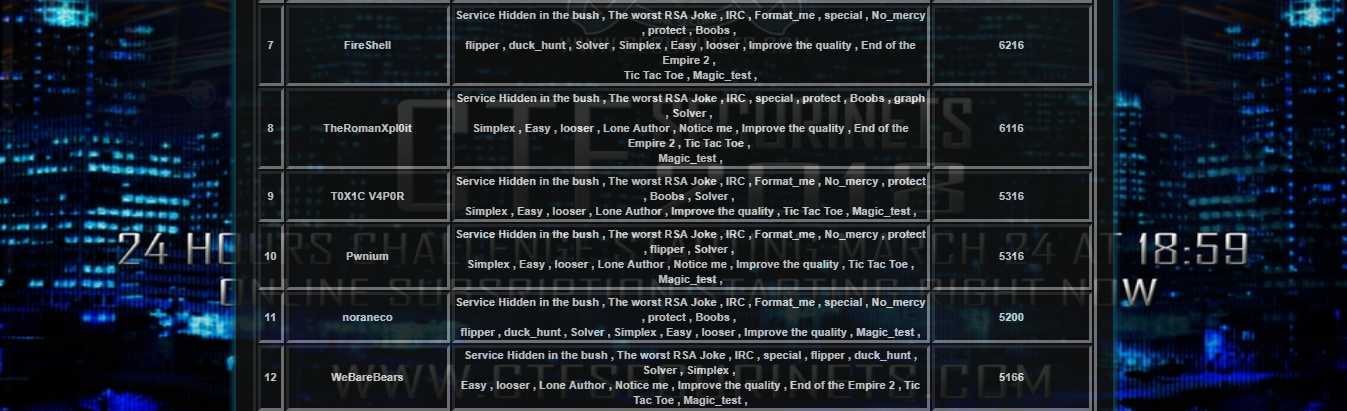 7
FireShell
Service Hidden in the bush , The worst RSA Joke , IRC , Format_me , special , No_mercy
, protect , Boobs ,
flipper , duck_hunt , Solver , Simplex , Easy , looser , Improve the quality , End of the
Empire 2 ,
Tic Tac Toe , Magic_test ,
6216
8
TheRomanXpl0it
Service Hidden in the bush , The worst RSA Joke , IRC , special , protect , Boobs , graph
, Solver ,
Simplex , Easy , looser , Lone Author , Notice me , Improve the quality , End of the
Empire 2 , Tic Tac Toe ,
Magic_test ,
6116
9
T0X1C V4P0R
Service Hidden in the bush , The worst RSA Joke , IRC , Format_me , No_mercy , protect
, Boobs , Solver ,
Simplex , Easy , looser , Lone Author , Improve the quality , Tic Tac Toe , Magic_test ,
5316
10
Pwnium
Service Hidden in the bush , The worst RSA Joke , IRC , Format_me , No_mercy , protect
, flipper , Solver ,
Simplex , Easy , looser , Lone Author , Notice me , Improve the quality , Tic Tac Toe ,
Magic_test ,
5316
11
noraneco
Service Hidden in the bush , The worst RSA Joke , IRC , Format_me , special , No_mercy
, protect , Boobs ,
flipper , duck_hunt , Solver , Simplex , Easy , looser , Improve the quality , Magic_test ,
5200
12
WeBareBears
Service Hidden in the bush , The worst RSA Joke , IRC , special , flipper , duck_hunt ,
Solver , Simplex ,
Easy , looser , Lone Author , Notice me , Improve the quality , End of the Empire 2 , Tic
Tac Toe , Magic_test ,
5166
CTF SECURINETS
24 HOURS CHALLENGE STARTING MARCH 24 AT 18:59
ONLINE SUBSRIPTION STARTING RIGHT NOW
WWW.CTFSECURINETS.COM